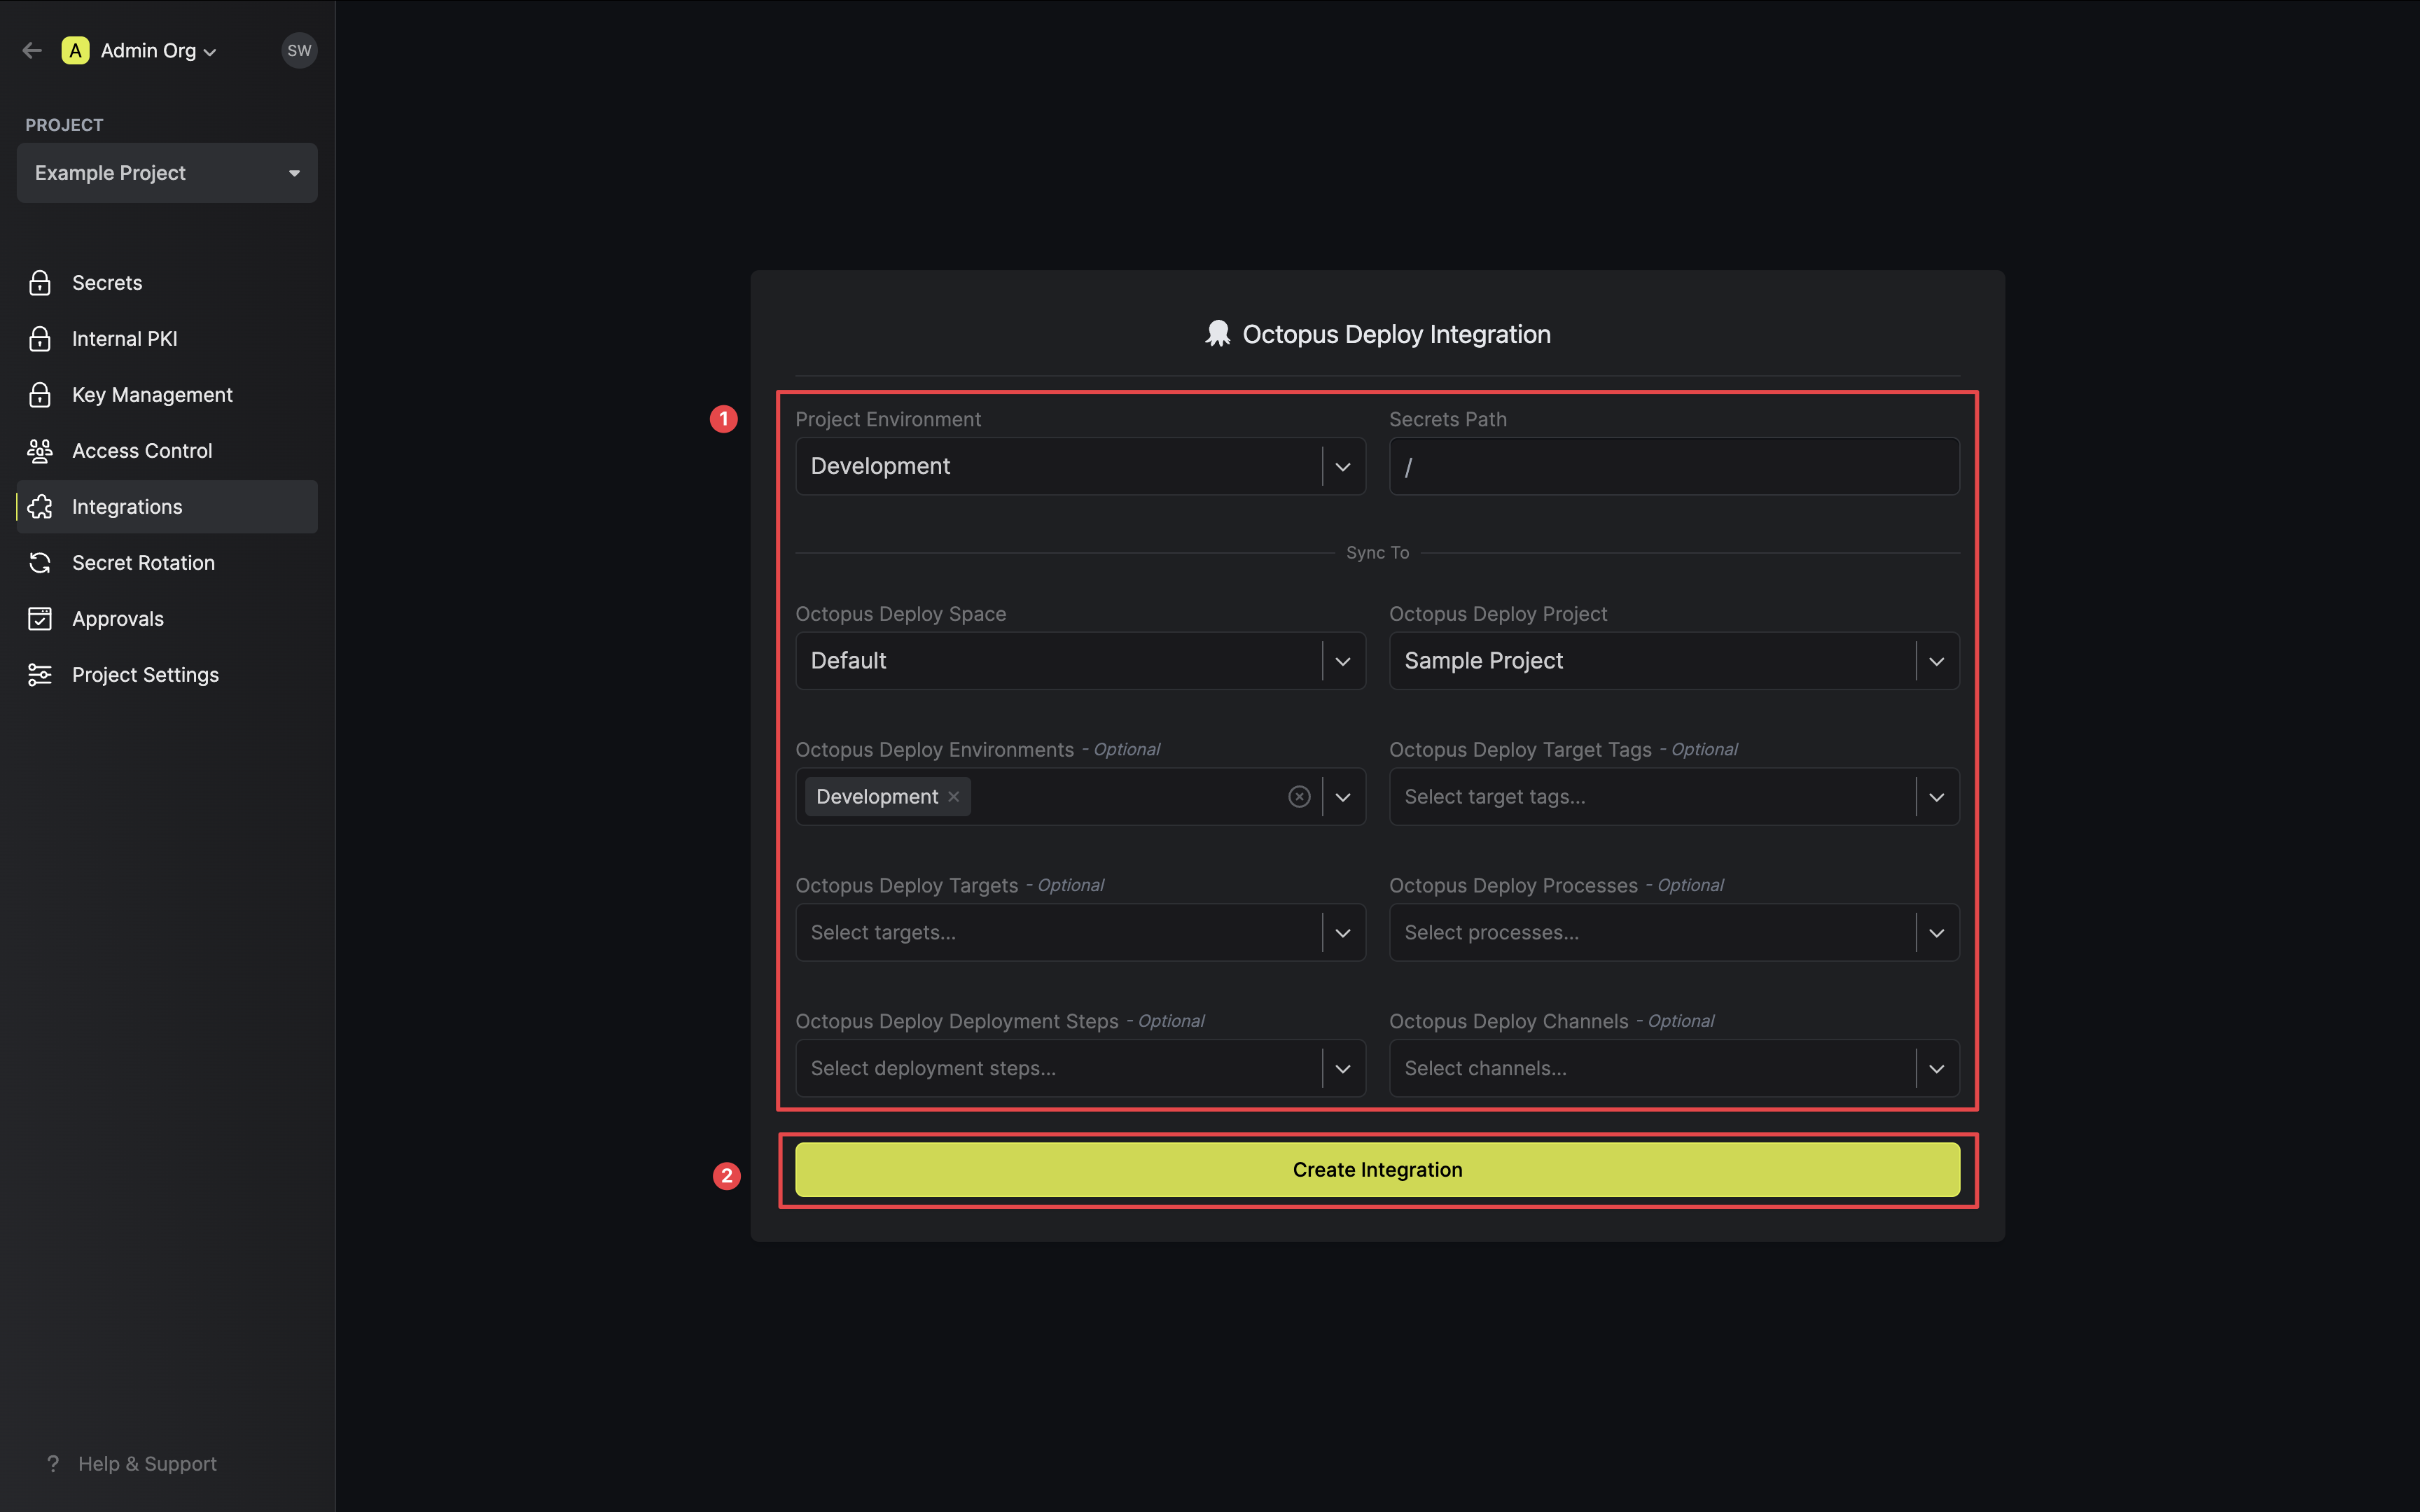 A Admin Org SW
PROJECT
Example Project
Secrets
Internal PKI
Key Management
Access Control
Integrations
Secret Rotation
Approvals
Project Settings
? Help & Support
Octopus Deploy Integration
1
Project Environment Secrets Path
Development /
Sync To
Octopus Deploy Space Octopus Deploy Project
Default Sample Project
Octopus Deploy Environments - Optional Octopus Deploy Target Tags - Optional
Development Select target tags...
Octopus Deploy Targets - Optional Octopus Deploy Processes - Optional
Select targets... Select processes...
Octopus Deploy Deployment Steps - Optional Octopus Deploy Channels - Optional
Select deployment steps... Select channels...
2 Create Integration